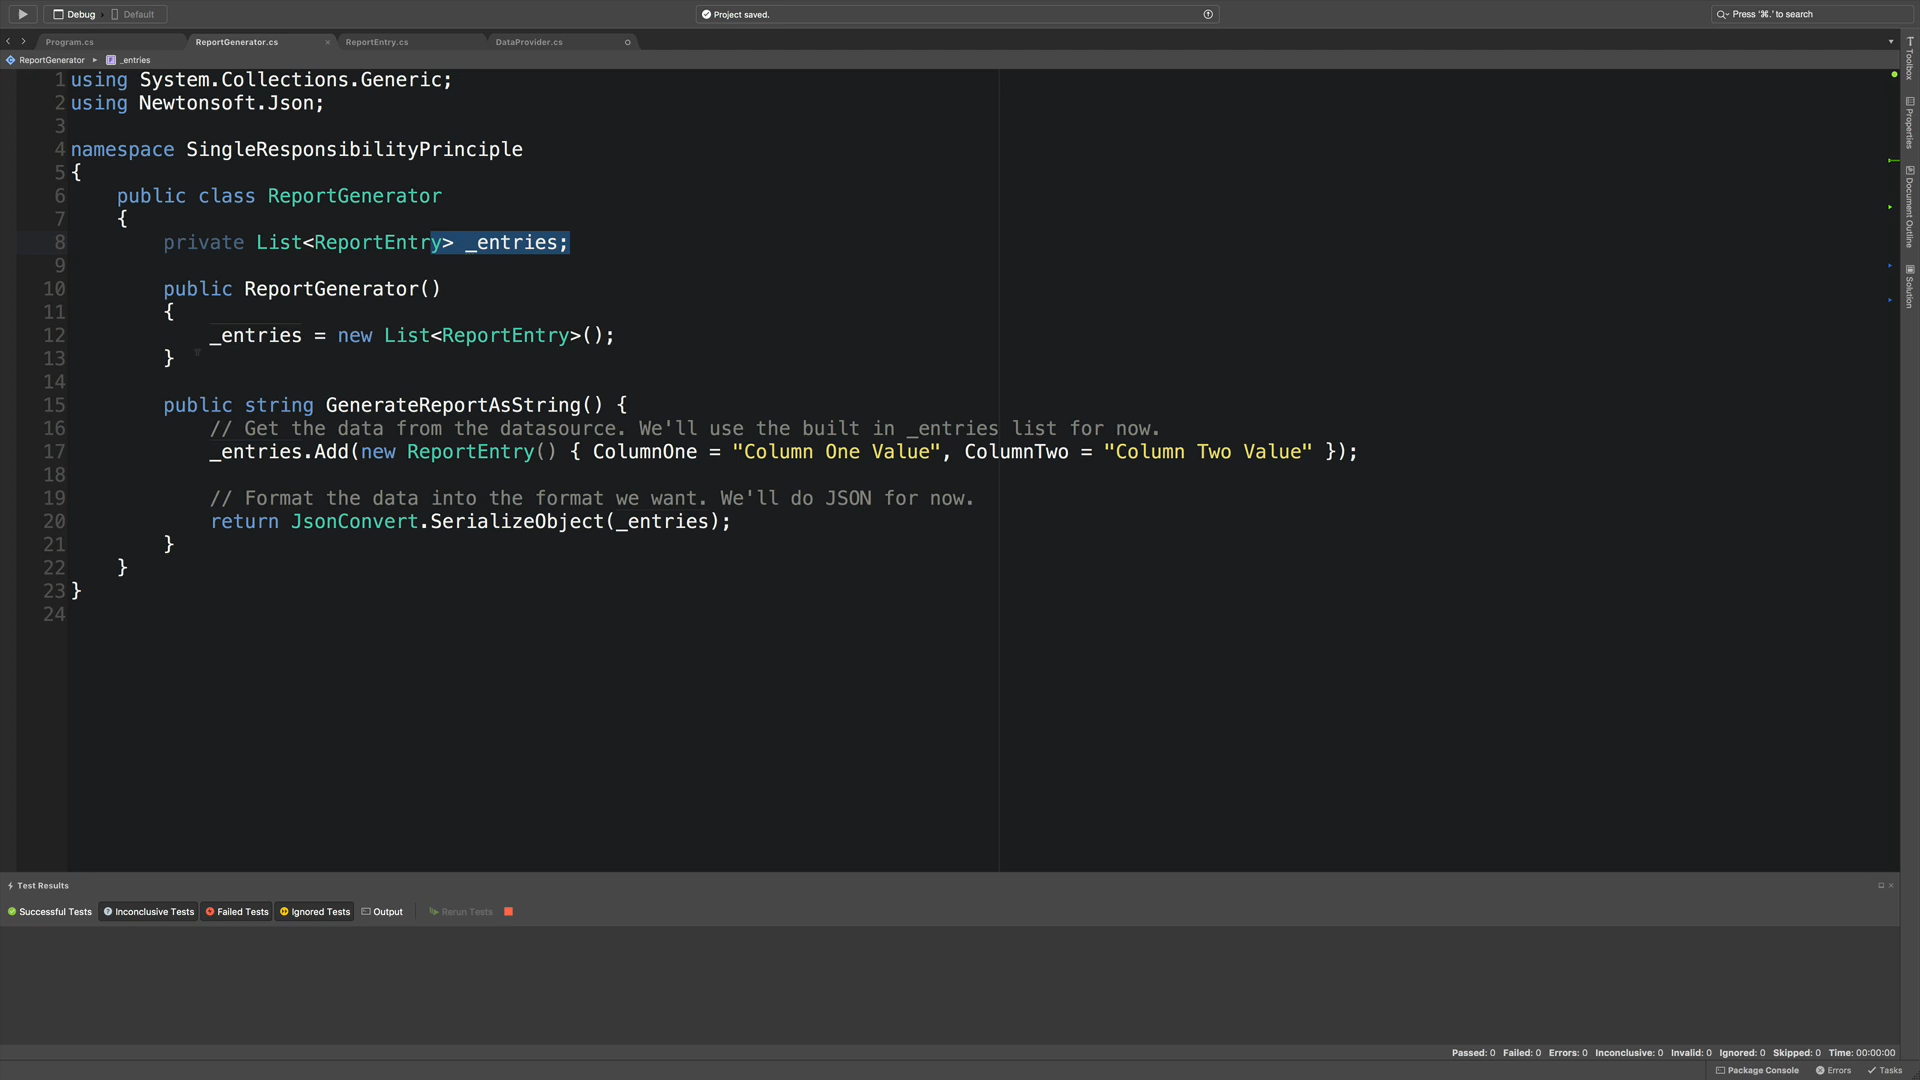 Debug
Default
Project saved.
Press '⌘.' to search
Program.cs
ReportGenerator.cs
ReportEntry.cs
DataProvider.cs
ReportGenerator
_entries
1 using System.Collections.Generic;
2 using Newtonsoft.Json;
3
4 namespace SingleResponsibilityPrinciple
5 {
6 public class ReportGenerator
7 {
8 private List<ReportEntry> _entries;
9
10 public ReportGenerator()
11 {
12 _entries = new List<ReportEntry>();
13 }
14
15 public string GenerateReportAsString() {
16 // Get the data from the datasource. We'll use the built in _entries list for now.
17 _entries.Add(new ReportEntry() { ColumnOne = "Column One Value", ColumnTwo = "Column Two Value" });
18
19 // Format the data into the format we want. We'll do JSON for now.
20 return JsonConvert.SerializeObject(_entries);
21 }
22 }
23 }
24
Toolbox
Properties
Document Outline
Solution
Test Results
Successful Tests
Inconclusive Tests
Failed Tests
Ignored Tests
Output
Rerun Tests
Passed: 0 Failed: 0 Errors: 0 Inconclusive: 0 Invalid: 0 Ignored: 0 Skipped: 0 Time: 00:00:00
Package Console
Errors
Tasks